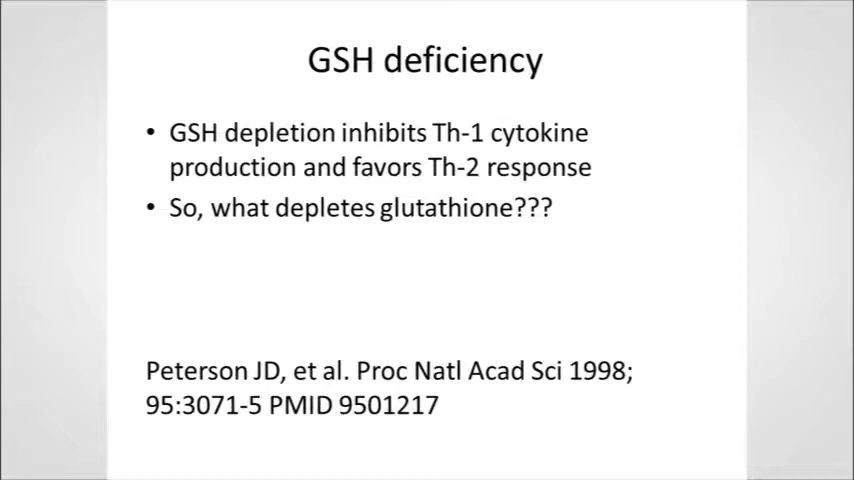 GSH deficiency
• GSH depletion inhibits Th-1 cytokine
production and favors Th-2 response
• So, what depletes glutathione???
Peterson JD, et al. Proc Natl Acad Sci 1998;
95:3071-5 PMID 9501217